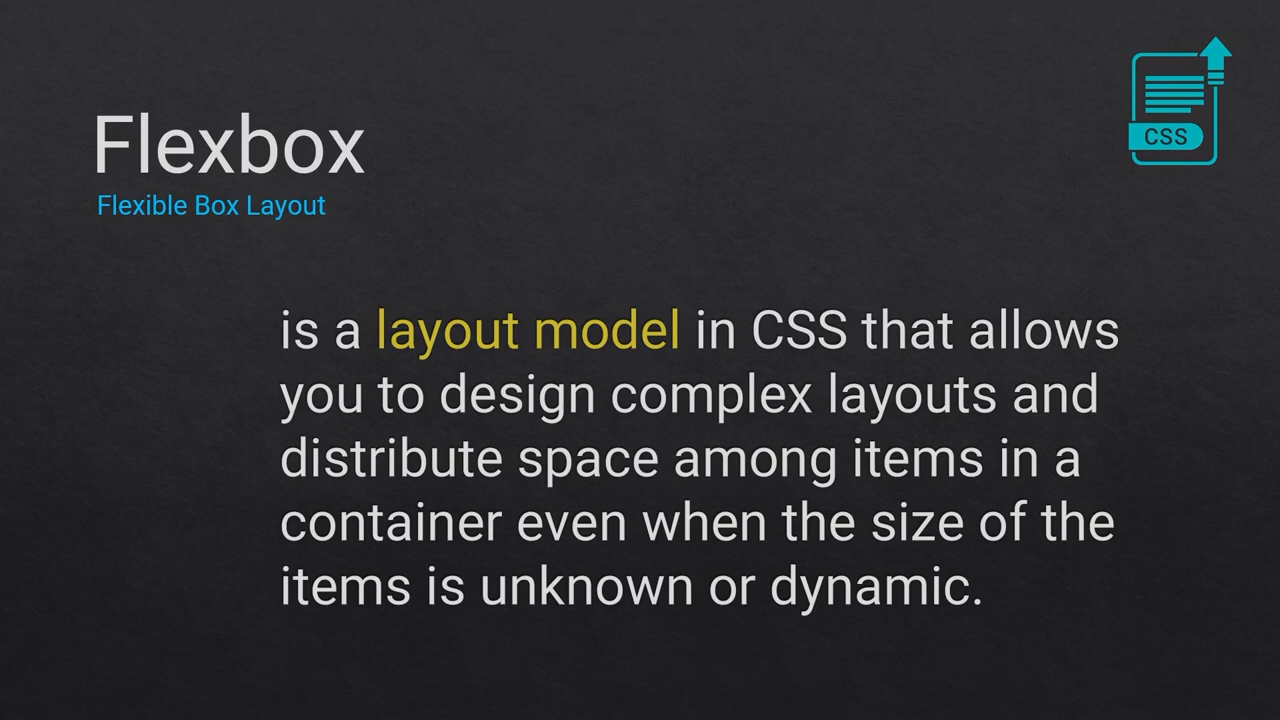 CSS
Flexbox
Flexible Box Layout
is a layout model in CSS that allows
you to design complex layouts and
distribute space among items in a
container even when the size of the
items is unknown or dynamic.